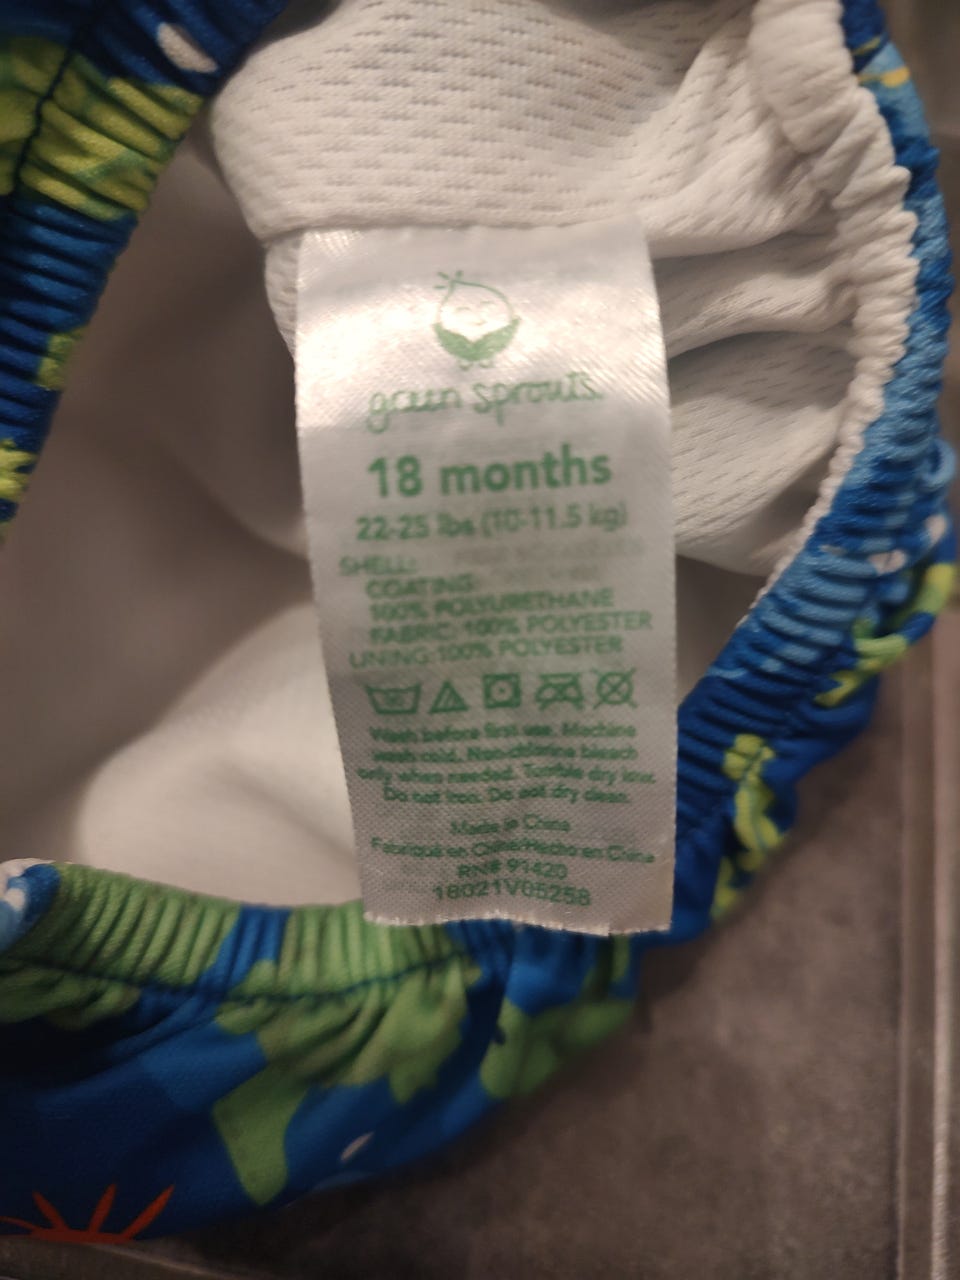 green sprouts
18 months
22-25 lbs (10-11.5 kg)
SHELL:
COATING:
100% POLYURETHANE
FABRIC: 100% POLYESTER
LINING:100% POLYESTER
Wash before first use. Machine
wash cold. Non-chlorine bleach
only when needed. Tumble dry low.
Do not iron. Do not dry clean.
Made in China
Fabriqué en Chine/Hecho en China
RN# 91420
18021V05258